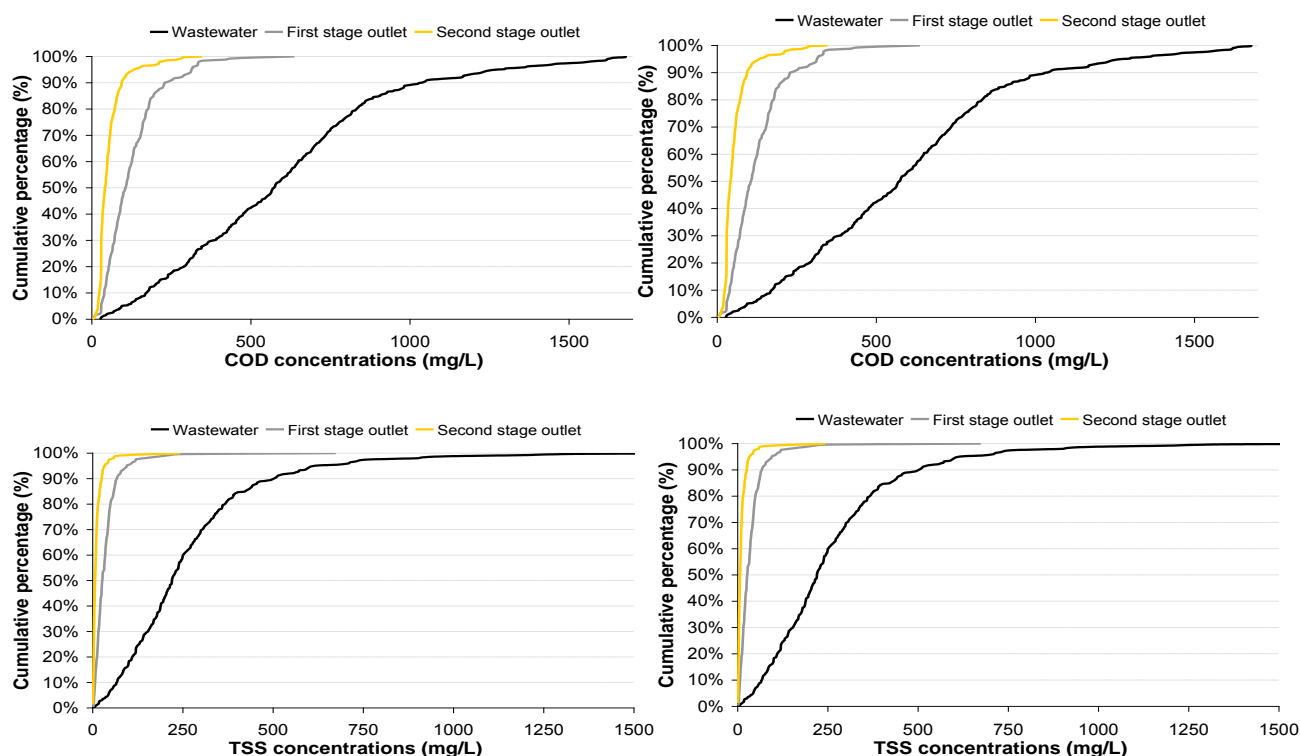 Wastewater First stage outlet Second stage outlet
Cumulative percentage (%)
100%
90%
80%
70%
60%
50%
40%
30%
20%
10%
0%
0 500 1000 1500
COD concentrations (mg/L)
Wastewater First stage outlet Second stage outlet
Cumulative percentage (%)
100%
90%
80%
70%
60%
50%
40%
30%
20%
10%
0%
0 500 1000 1500
COD concentrations (mg/L)
Wastewater First stage outlet Second stage outlet
Cumulative percentage (%)
100%
90%
80%
70%
60%
50%
40%
30%
20%
10%
0%
0 250 500 750 1000 1250 1500
TSS concentrations (mg/L)
Wastewater First stage outlet Second stage outlet
Cumulative percentage (%)
100%
90%
80%
70%
60%
50%
40%
30%
20%
10%
0%
0 250 500 750 1000 1250 1500
TSS concentrations (mg/L)